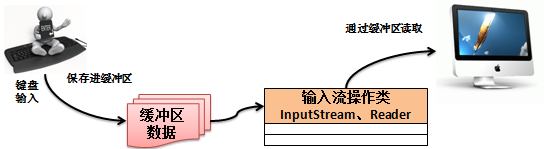 通过缓冲区读取
键盘
输入
保存进缓冲区
缓冲区
数据
输入流操作类
InputStream、Reader